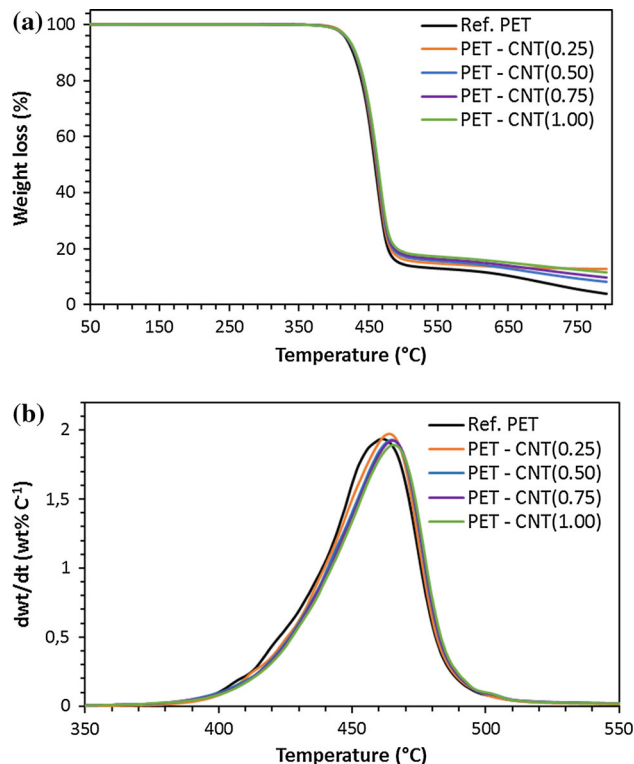 (a)
Weight loss (%)
100
80
60
40
20
0
50
150
250
350
450
550
650
750
Temperature (°C)
Ref. PET
PET - CNT(0.25)
PET - CNT(0.50)
PET - CNT(0.75)
PET - CNT(1.00)
(b)
dwt/dt (wt% C⁻¹)
2
1,5
1
0,5
0
350
400
450
500
550
Temperature (°C)
Ref. PET
PET - CNT(0.25)
PET - CNT(0.50)
PET - CNT(0.75)
PET - CNT(1.00)